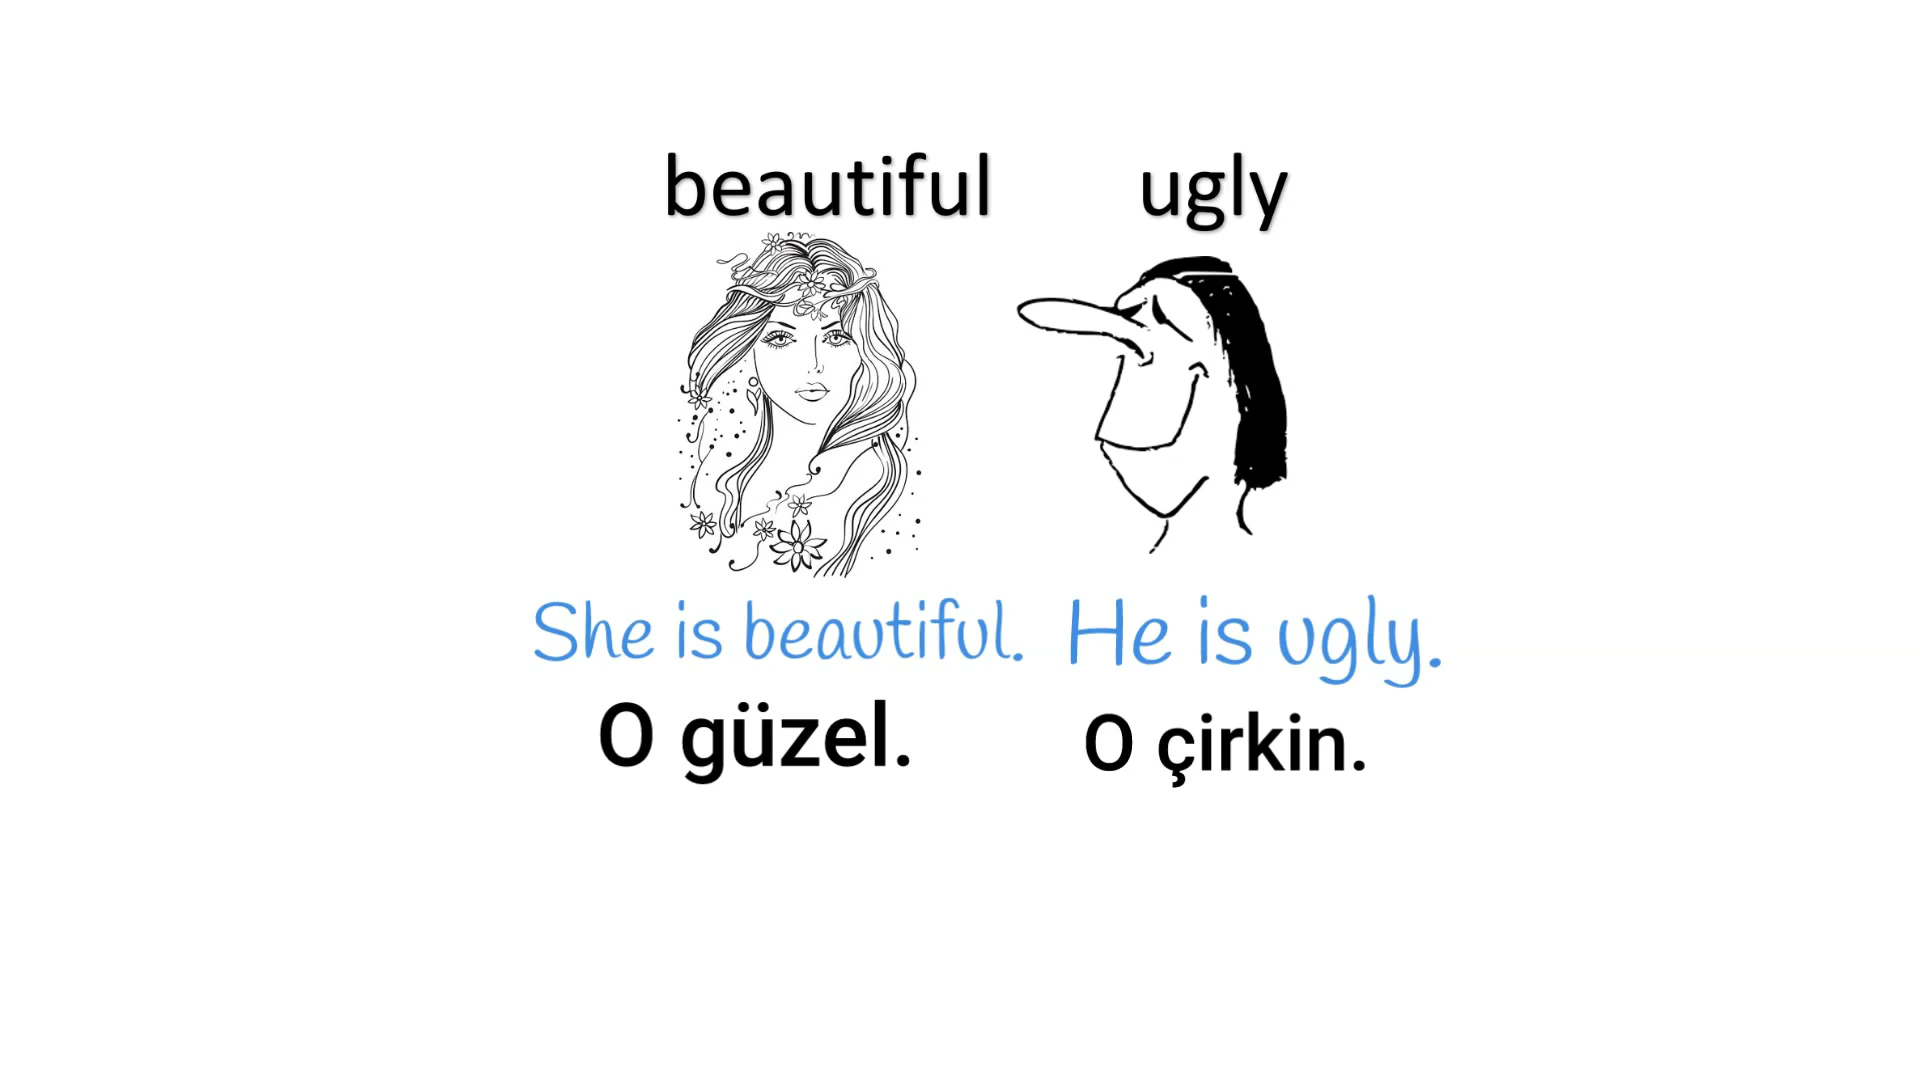 beautiful ugly
She is beautiful. He is ugly.
O güzel. O çirkin.